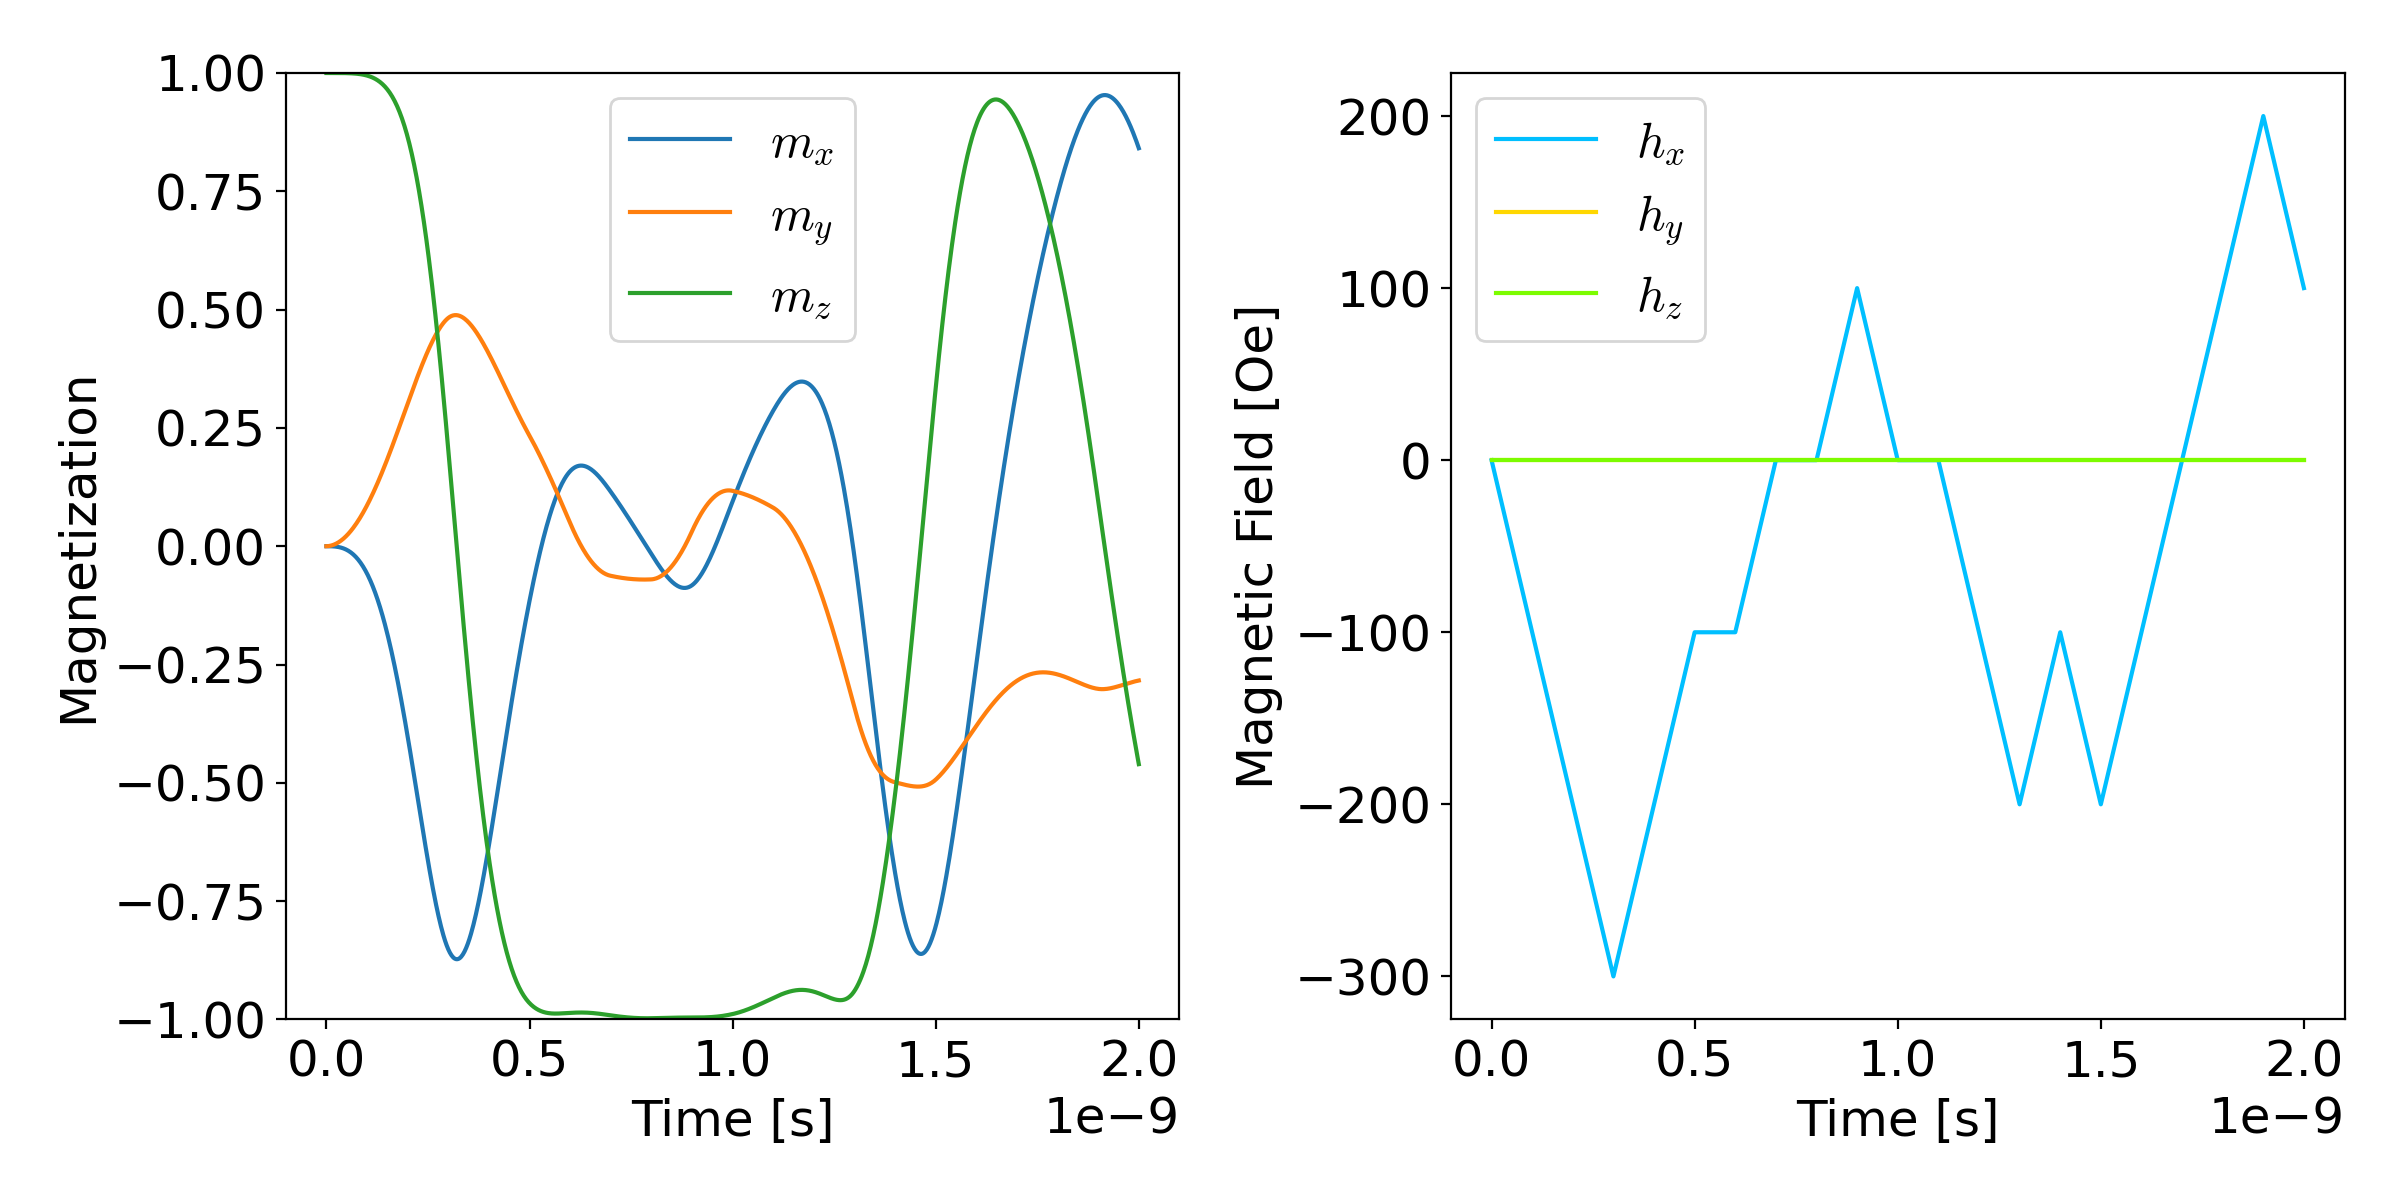 Magnetization
1.00
0.75
0.50
0.25
0.00
−0.25
−0.50
−0.75
−1.00
m_x
m_y
m_z
0.0 0.5 1.0 1.5 2.0
Time [s]
1e−9
Magnetic Field [Oe]
200
100
0
−100
−200
−300
h_x
h_y
h_z
0.0 0.5 1.0 1.5 2.0
Time [s]
1e−9